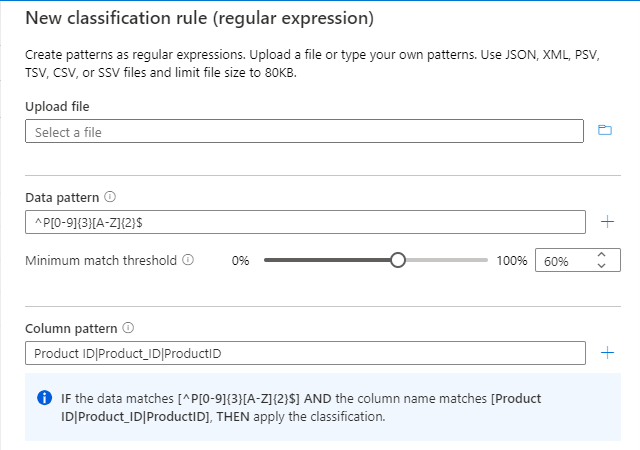 New classification rule (regular expression)
Create patterns as regular expressions. Upload a file or type your own patterns. Use JSON, XML, PSV,
TSV, CSV, or SSV files and limit file size to 80KB.
Upload file
Select a file
Data pattern
^P[0-9]{3}[A-Z]{2}$
Minimum match threshold 0% 100% 60%
Column pattern
Product ID|Product_ID|ProductID
IF the data matches [^P[0-9]{3}[A-Z]{2}$] AND the column name matches [Product
ID|Product_ID|ProductID], THEN apply the classification.